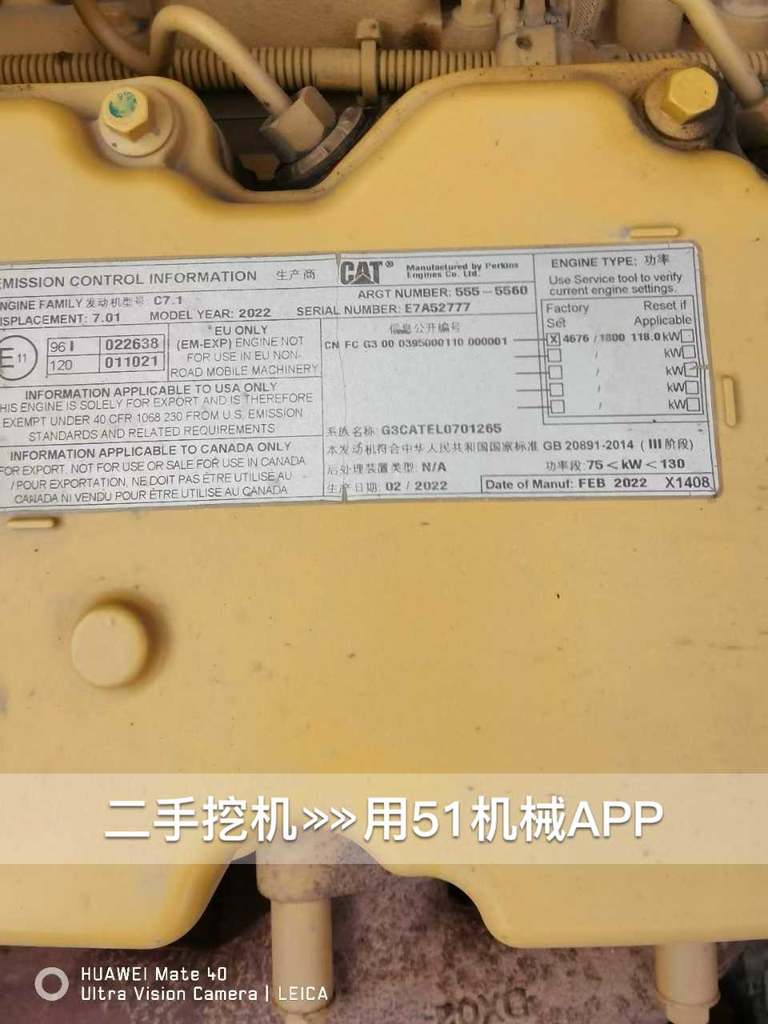 EMISSION CONTROL INFORMATION 生产商
CAT® Manufactured by Perkins Engines Co. Ltd.
ENGINE FAMILY 发动机型号 C7.1
ARGT NUMBER: 555 - 5560
DISPLACEMENT: 7.01 MODEL YEAR: 2022 SERIAL NUMBER: E7A52777
E11
96 I 022638
120 011021
EU ONLY
(EM-EXP) ENGINE NOT
FOR USE IN EU NON-
ROAD MOBILE MACHINERY
INFORMATION APPLICABLE TO USA ONLY
THIS ENGINE IS SOLELY FOR EXPORT AND IS THEREFORE
EXEMPT UNDER 40 CFR 1068 230 FROM U.S. EMISSION
STANDARDS AND RELATED REQUIREMENTS
INFORMATION APPLICABLE TO CANADA ONLY
FOR EXPORT. NOT FOR USE OR SALE FOR USE IN CANADA
/ POUR EXPORTATION, NE DOIT PAS ÊTRE UTILISÉ AU
CANADA NI VENDU POUR ÊTRE UTILISÉ AU CANADA
信息公开编号
CN FC G3 00 0395000110 000001
系族名称: G3CATEL0701265
本发动机符合中华人民共和国国家标准 GB 20891-2014 ( III 阶段)
后处理装置类型: N/A 功率段: 75 < kW < 130
生产日期: 02 / 2022 Date of Manuf: FEB 2022 X1408
ENGINE TYPE: 功率
Use Service tool to verify
current engine settings.
Factory Reset if
Set Applicable
X 4676 / 1800 118.0 kW
/ kW
/ kW
/ kW
/ kW
二手挖机»»用51机械APP
HUAWEI Mate 40
Ultra Vision Camera | LEICA